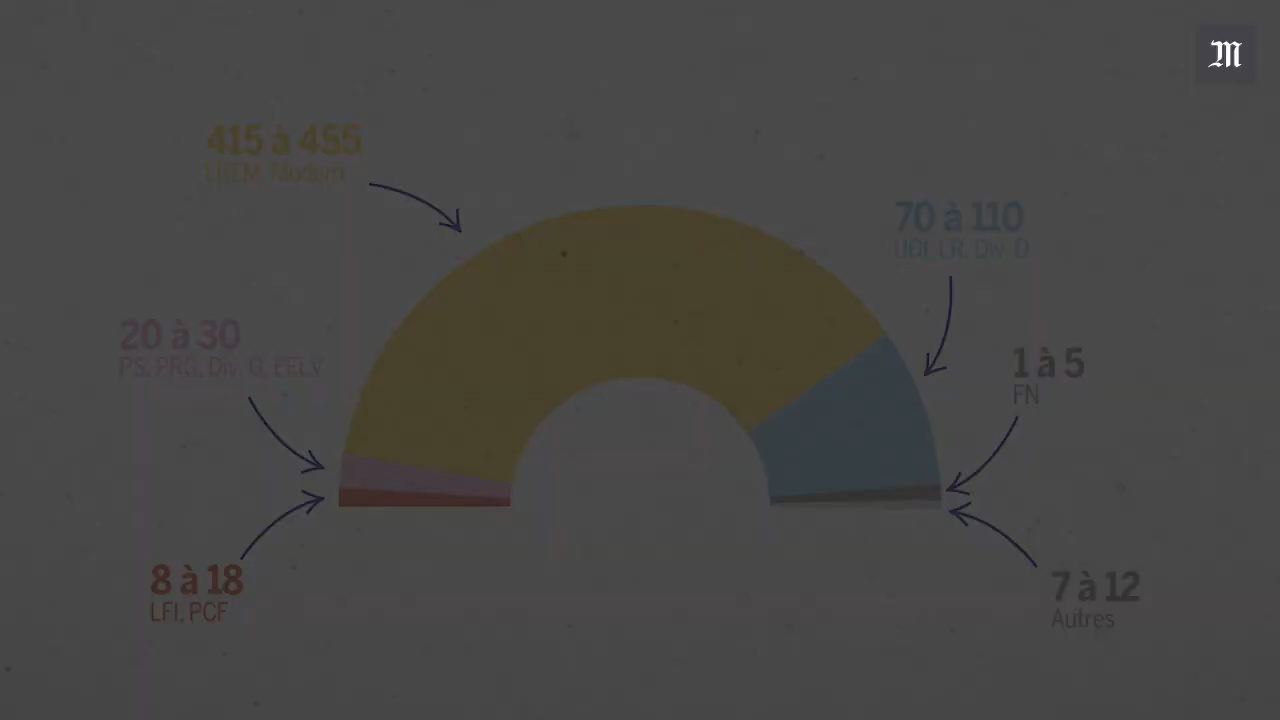 M
415 à 455
LREM, Modem
70 à 110
UDI, LR, Div. D
20 à 30
PS, PRG, Div. G, EELV
1 à 5
FN
8 à 18
LFI, PCF
7 à 12
Autres